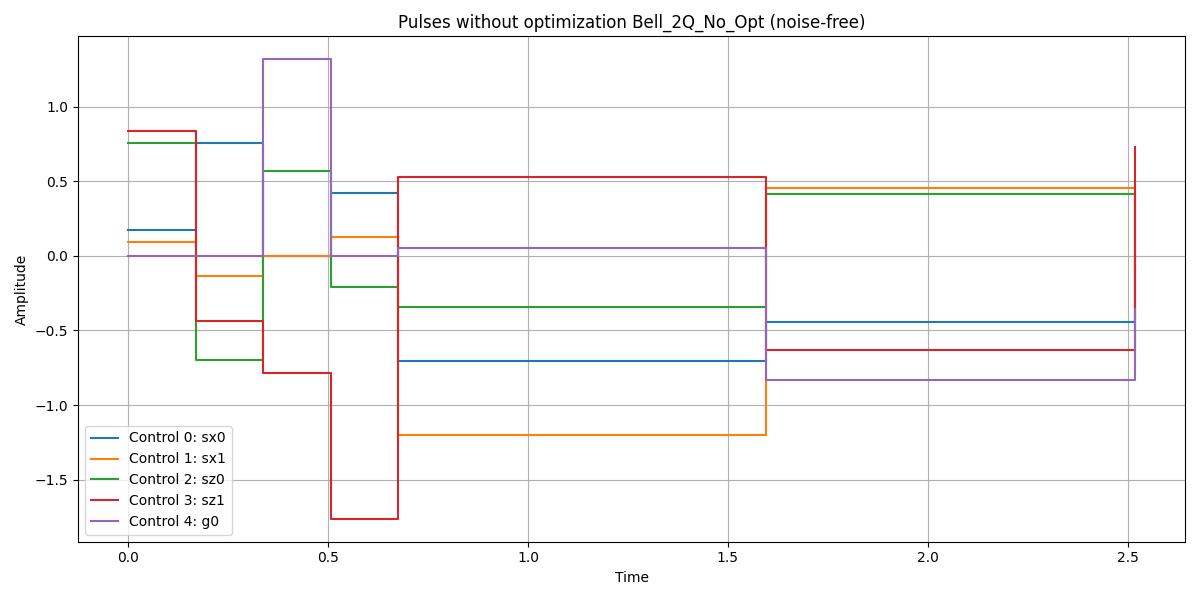 Pulses without optimization Bell_2Q_No_Opt (noise-free)
Amplitude
1.0
0.5
0.0
−0.5
−1.0
−1.5
Control 0: sx0
Control 1: sx1
Control 2: sz0
Control 3: sz1
Control 4: g0
0.0 0.5 1.0 1.5 2.0 2.5
Time